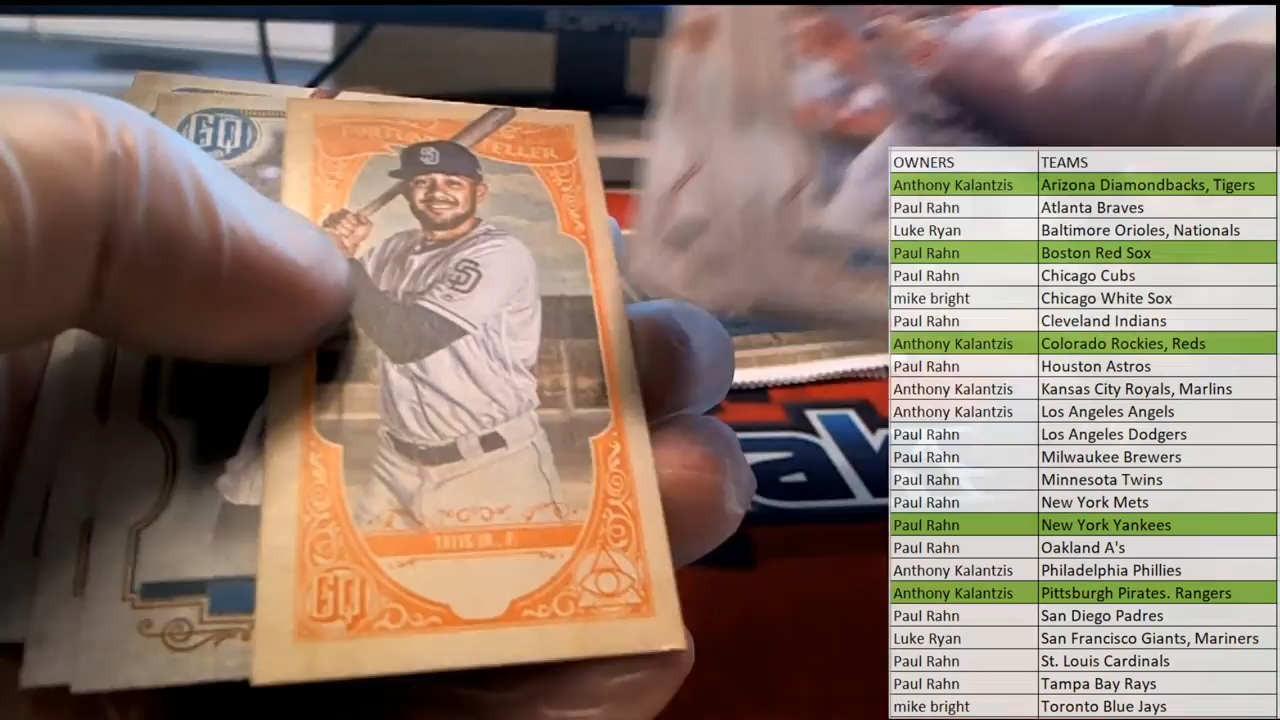 GQ
FORTUNE TELLER
SD
SD
TATIS JR., F.
GQ
OWNERS TEAMS
Anthony Kalantzis Arizona Diamondbacks, Tigers
Paul Rahn Atlanta Braves
Luke Ryan Baltimore Orioles, Nationals
Paul Rahn Boston Red Sox
Paul Rahn Chicago Cubs
mike bright Chicago White Sox
Paul Rahn Cleveland Indians
Anthony Kalantzis Colorado Rockies, Reds
Paul Rahn Houston Astros
Anthony Kalantzis Kansas City Royals, Marlins
Anthony Kalantzis Los Angeles Angels
Paul Rahn Los Angeles Dodgers
Paul Rahn Milwaukee Brewers
Paul Rahn Minnesota Twins
Paul Rahn New York Mets
Paul Rahn New York Yankees
Paul Rahn Oakland A's
Anthony Kalantzis Philadelphia Phillies
Anthony Kalantzis Pittsburgh Pirates. Rangers
Paul Rahn San Diego Padres
Luke Ryan San Francisco Giants, Mariners
Paul Rahn St. Louis Cardinals
Paul Rahn Tampa Bay Rays
mike bright Toronto Blue Jays